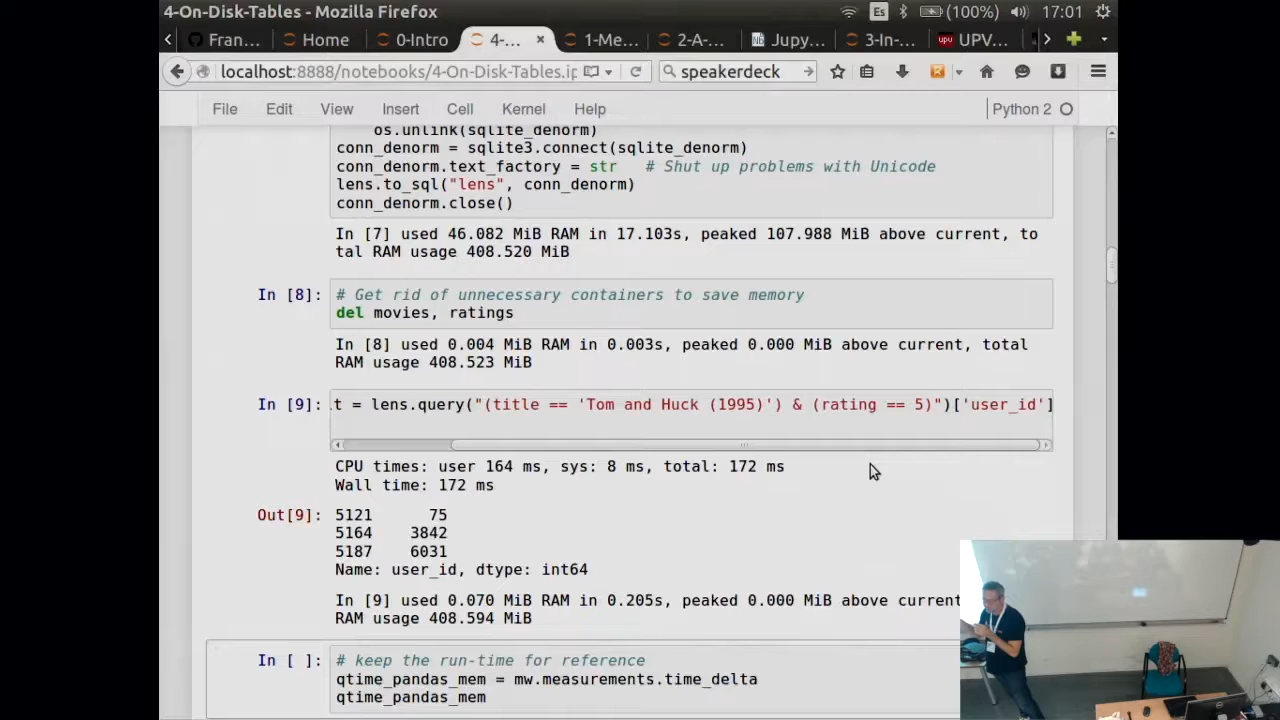 4-On-Disk-Tables - Mozilla Firefox
Es
(100%)
17:01
Fran...
Home
0-Intro
4-...
1-Me...
2-A-...
Jupy...
3-In-...
upv UPV...
localhost:8888/notebooks/4-On-Disk-Tables.ip
speakerdeck
File Edit View Insert Cell Kernel Help
Python 2
os.unlink(sqlite_denorm)
conn_denorm = sqlite3.connect(sqlite_denorm)
conn_denorm.text_factory = str # Shut up problems with Unicode
lens.to_sql("lens", conn_denorm)
conn_denorm.close()
In [7] used 46.082 MiB RAM in 17.103s, peaked 107.988 MiB above current, to
tal RAM usage 408.520 MiB
In [8]: # Get rid of unnecessary containers to save memory
del movies, ratings
In [8] used 0.004 MiB RAM in 0.003s, peaked 0.000 MiB above current, total
RAM usage 408.523 MiB
In [9]: .t = lens.query("(title == 'Tom and Huck (1995)') & (rating == 5)")['user_id']
CPU times: user 164 ms, sys: 8 ms, total: 172 ms
Wall time: 172 ms
Out[9]: 5121 75
5164 3842
5187 6031
Name: user_id, dtype: int64
In [9] used 0.070 MiB RAM in 0.205s, peaked 0.000 MiB above current
RAM usage 408.594 MiB
In [ ]: # keep the run-time for reference
qtime_pandas_mem = mw.measurements.time_delta
qtime_pandas_mem